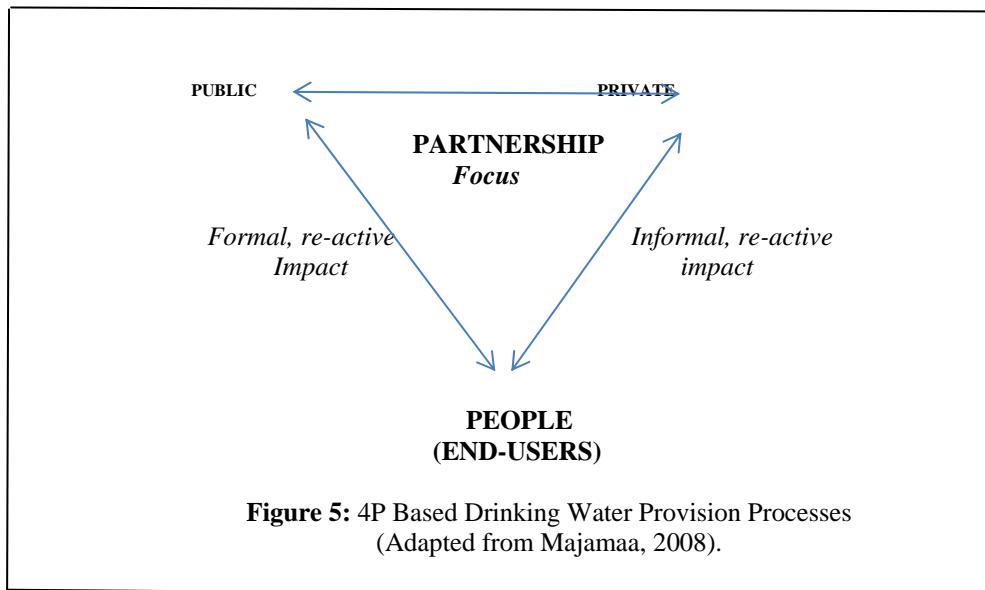 PUBLIC PRIVATE
PARTNERSHIP
Focus
Formal, re-active
Impact
Informal, re-active
impact
PEOPLE
(END-USERS)
Figure 5: 4P Based Drinking Water Provision Processes
(Adapted from Majamaa, 2008).